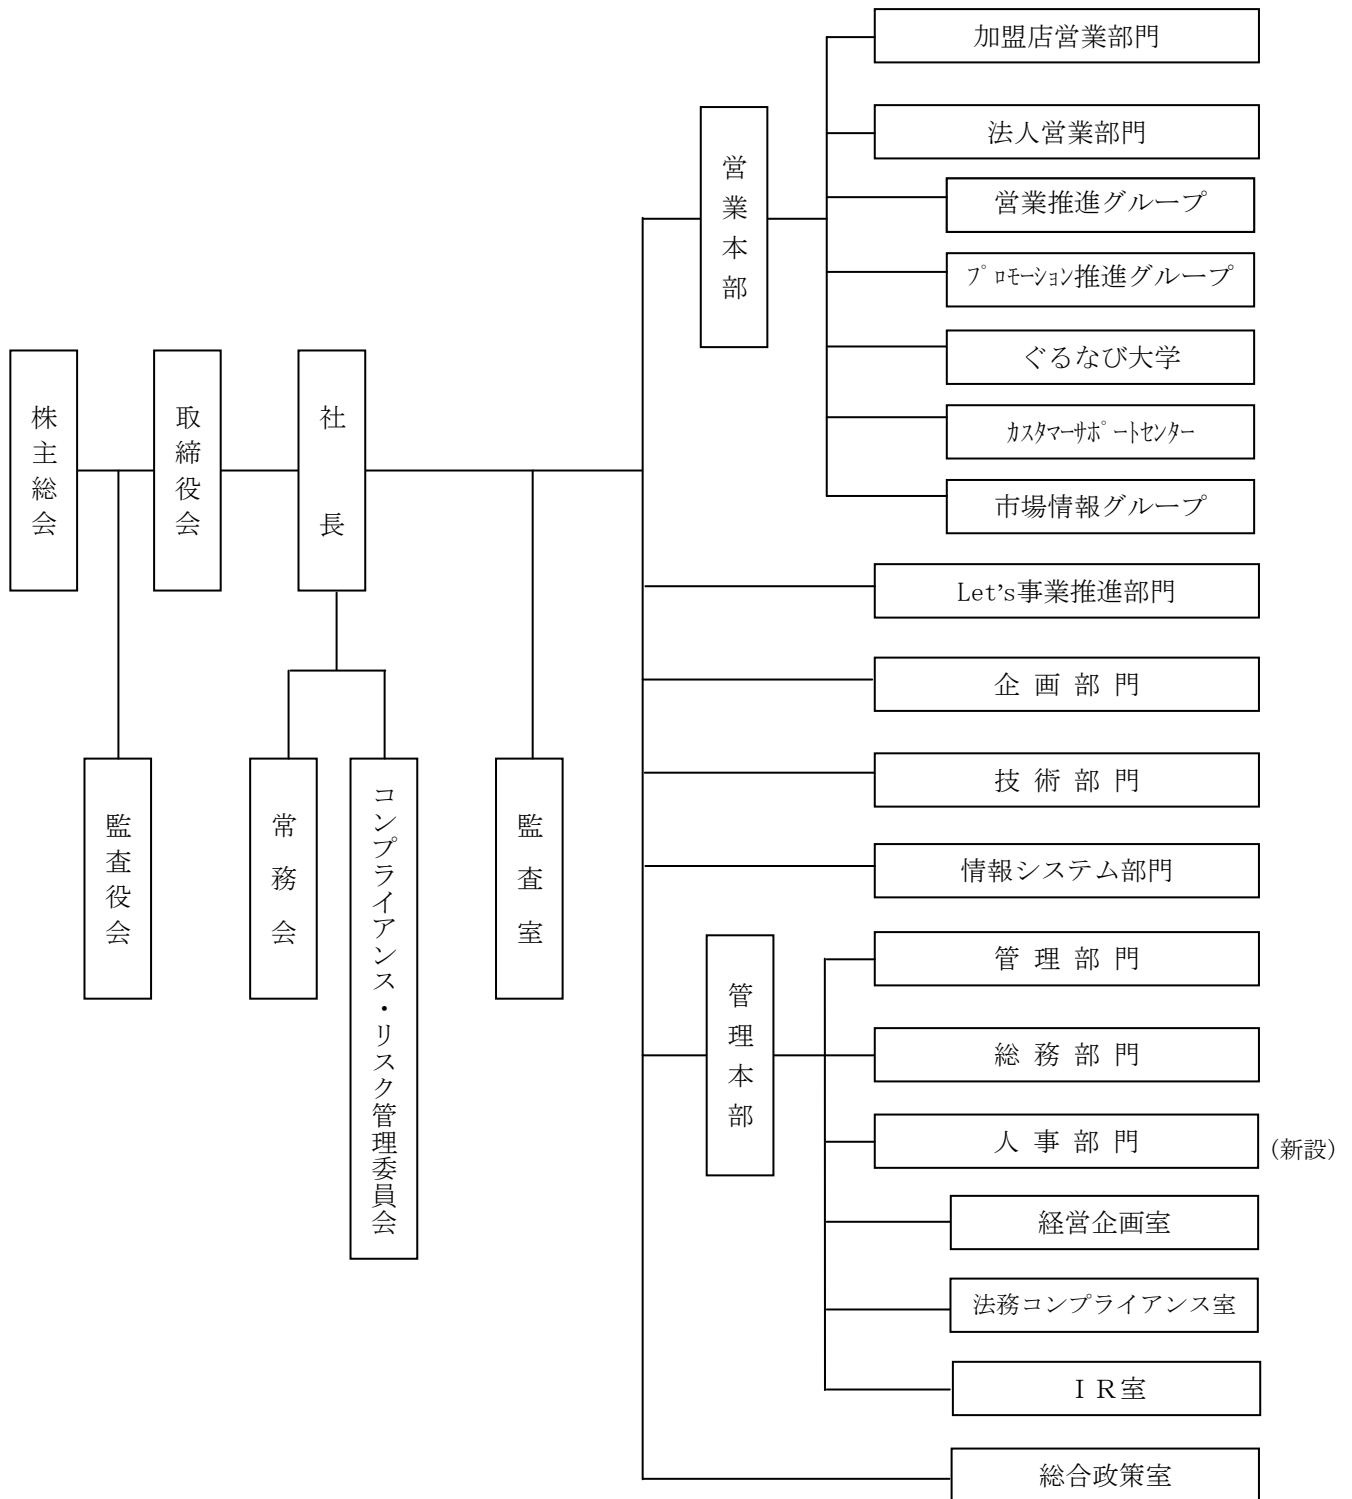 株主総会
取締役会
社長
監査役会
常務会
コンプライアンス・リスク管理委員会
監査室
営業本部
加盟店営業部門
法人営業部門
営業推進グループ
プロモーション推進グループ
ぐるなび大学
カスタマーサポートセンター
市場情報グループ
Let's事業推進部門
企画部門
技術部門
情報システム部門
管理本部
管理部門
総務部門
人事部門
(新設)
経営企画室
法務コンプライアンス室
ＩＲ室
総合政策室